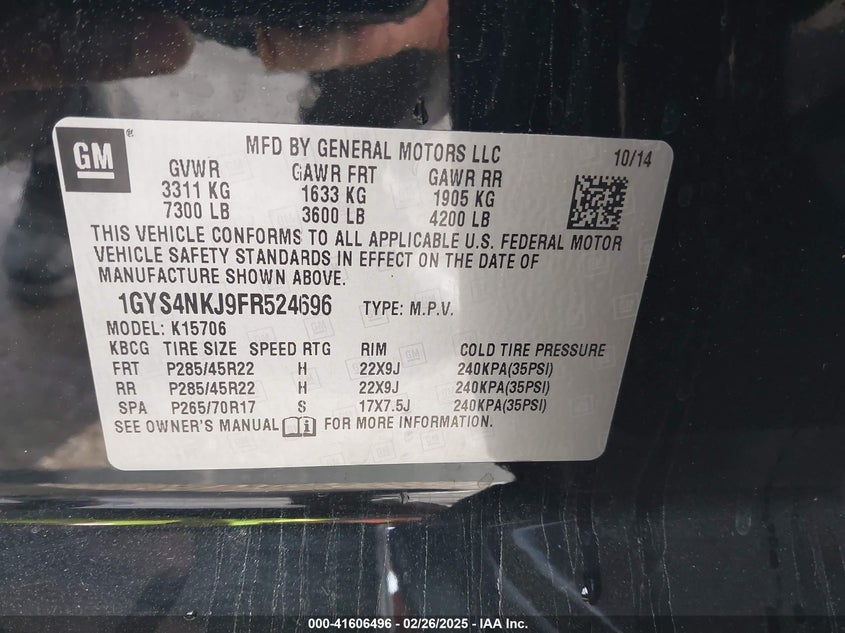 GM
MFD BY GENERAL MOTORS LLC 10/14
GVWR GAWR FRT GAWR RR
3311 KG 1633 KG 1905 KG
7300 LB 3600 LB 4200 LB
THIS VEHICLE CONFORMS TO ALL APPLICABLE U.S. FEDERAL MOTOR
VEHICLE SAFETY STANDARDS IN EFFECT ON THE DATE OF
MANUFACTURE SHOWN ABOVE.
1GYS4NKJ9FR524696 TYPE: M.P.V.
MODEL: K15706
KBCG TIRE SIZE SPEED RTG RIM COLD TIRE PRESSURE
FRT P285/45R22 H 22X9J 240KPA(35PSI)
RR P285/45R22 H 22X9J 240KPA(35PSI)
SPA P265/70R17 S 17X7.5J 240KPA(35PSI)
SEE OWNER'S MANUAL FOR MORE INFORMATION.
000-41606496 - 02/26/2025 - IAA Inc.